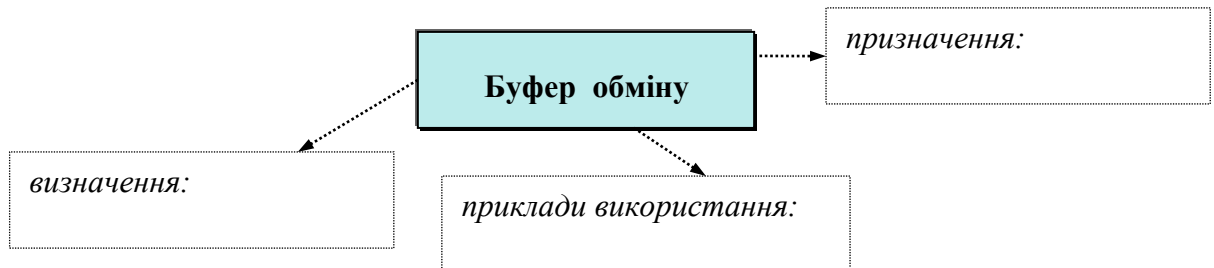 призначення:
Буфер обміну
визначення:
приклади використання: